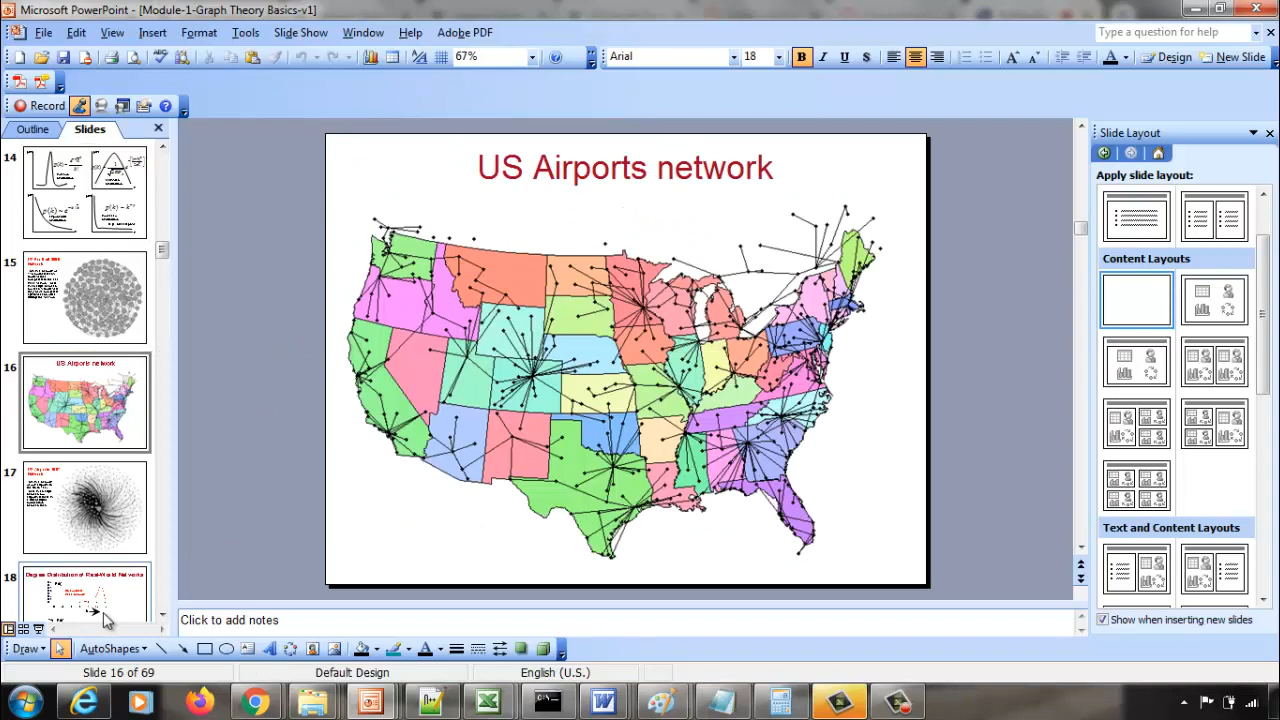 Microsoft PowerPoint - [Module-1-Graph Theory Basics-v1]
File Edit View Insert Format Tools Slide Show Window Help Adobe PDF
Type a question for help
67%
Arial
18
B I U S
Design
New Slide
Record
Outline
Slides
14
15
16
US Airports network
17
18
Degree Distribution of Real-World Networks
US Airports network
Slide Layout
Apply slide layout:
Content Layouts
Text and Content Layouts
Show when inserting new slides
Click to add notes
Draw
AutoShapes
Slide 16 of 69
Default Design
English (U.S.)